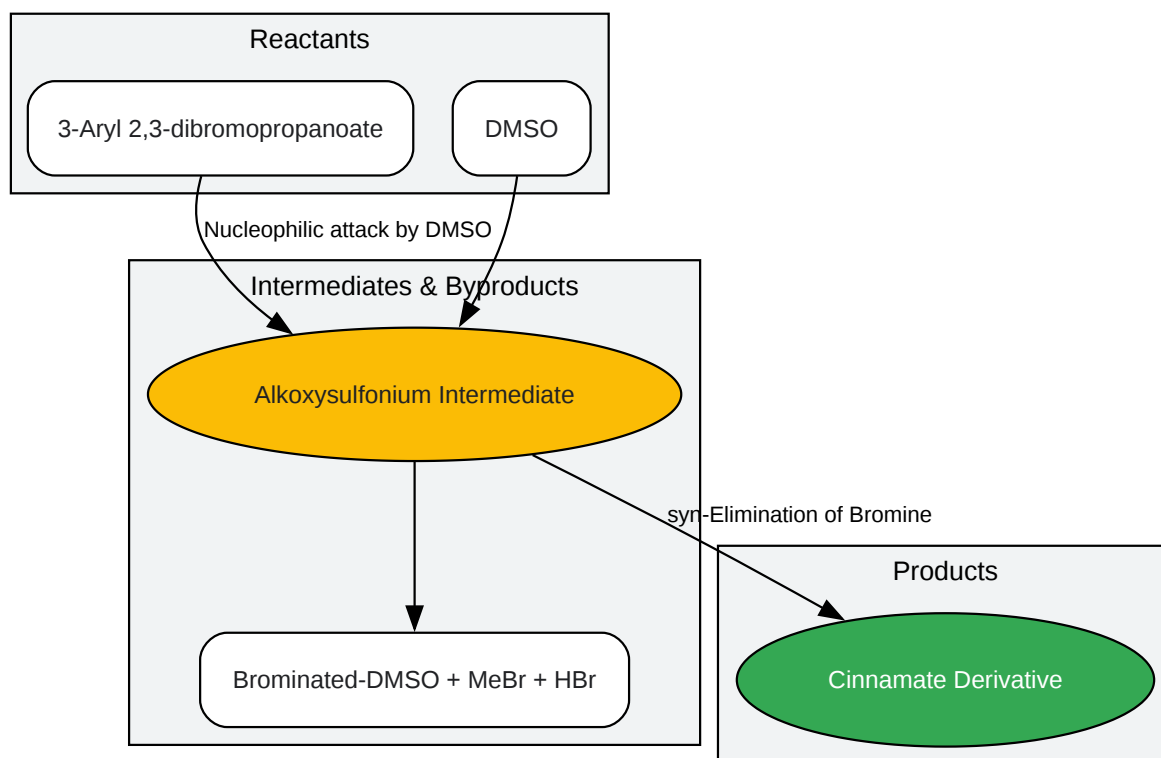 Reactants
3-Aryl 2,3-dibromopropanoate
DMSO
Nucleophilic attack by DMSO
Intermediates & Byproducts
Alkoxysulfonium Intermediate
syn-Elimination of Bromine
Products
Brominated-DMSO + MeBr + HBr
Cinnamate Derivative